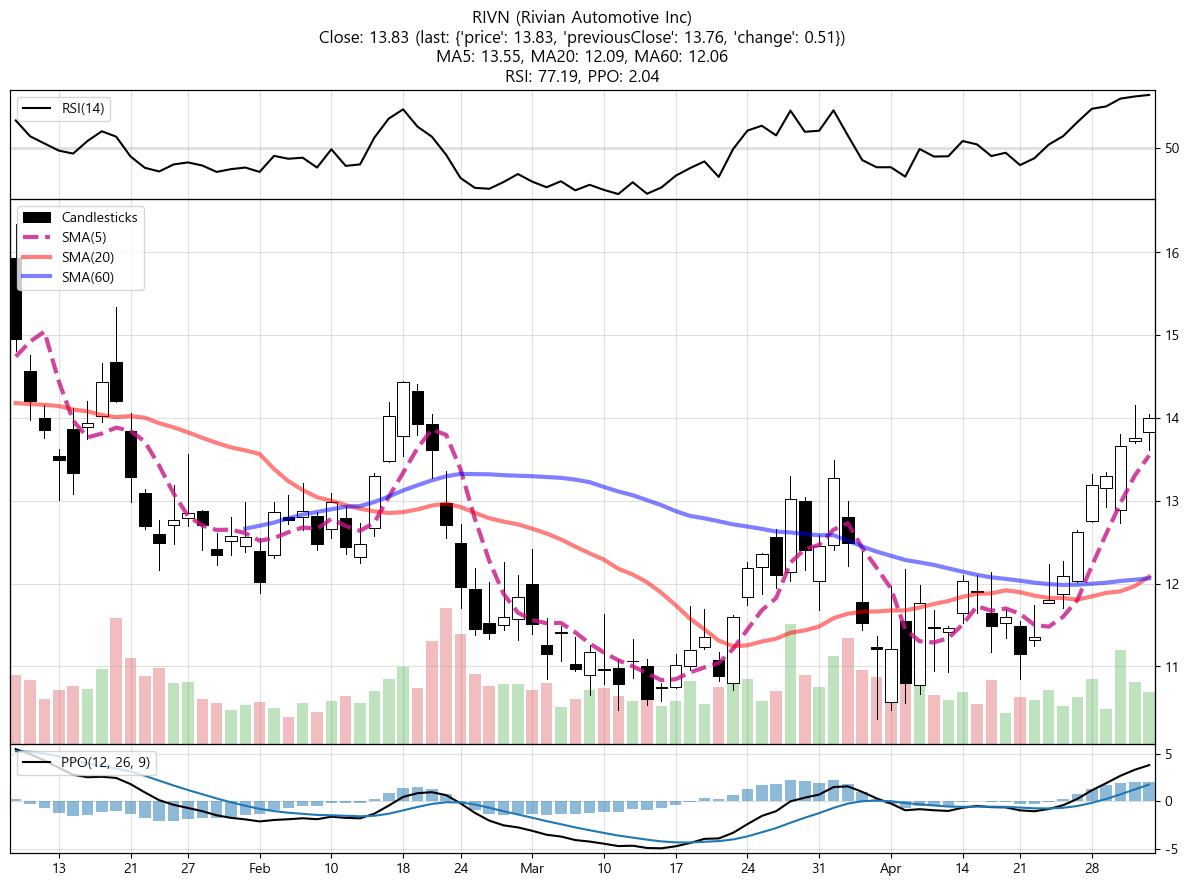 RIVN (Rivian Automotive Inc)
Close: 13.83 (last: {'price': 13.83, 'previousClose': 13.76, 'change': 0.51})
MA5: 13.55, MA20: 12.09, MA60: 12.06
RSI: 77.19, PPO: 2.04
RSI(14)
50
Candlesticks
SMA(5)
SMA(20)
SMA(60)
16
15
14
13
12
11
PPO(12, 26, 9)
5
0
-5
13 21 27 Feb 10 18 24 Mar 10 17 24 31 Apr 14 21 28